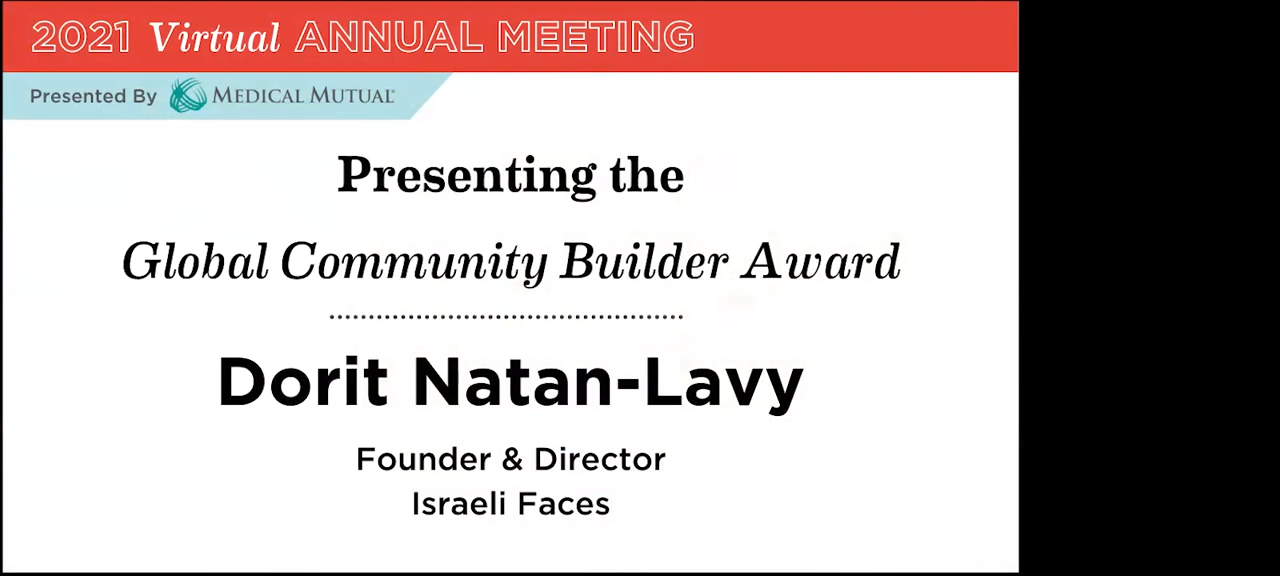 2021 Virtual ANNUAL MEETING
Presented By MEDICAL MUTUAL®
Presenting the
Global Community Builder Award
Dorit Natan-Lavy
Founder & Director
Israeli Faces